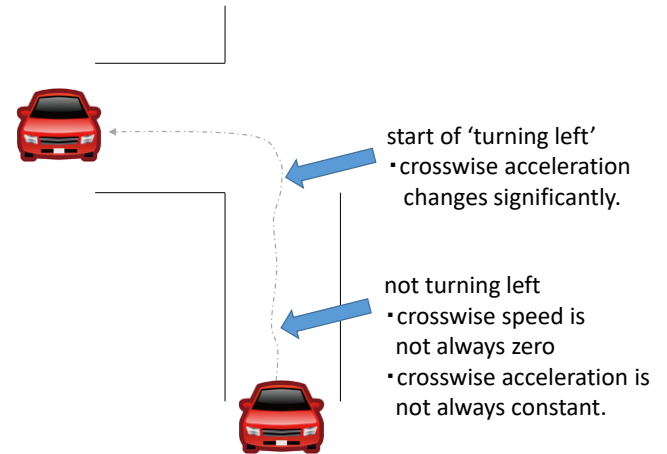 start of ‘turning left’
・crosswise acceleration
changes significantly.
not turning left
・crosswise speed is
not always zero
・crosswise acceleration is
not always constant.